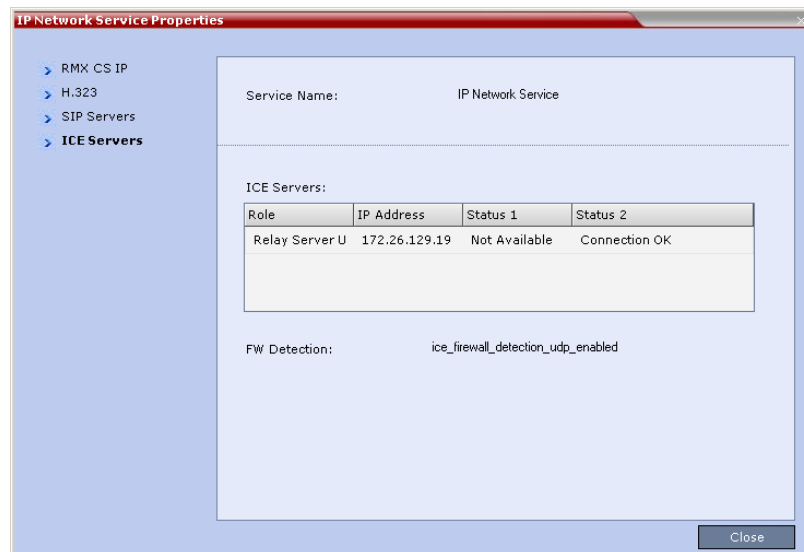 IP Network Service Properties
RMX CS IP
H.323
SIP Servers
ICE Servers
Service Name: IP Network Service
ICE Servers:
Role IP Address Status 1 Status 2
Relay Server U 172.26.129.19 Not Available Connection OK
FW Detection: ice_firewall_detection_udp_enabled
Close